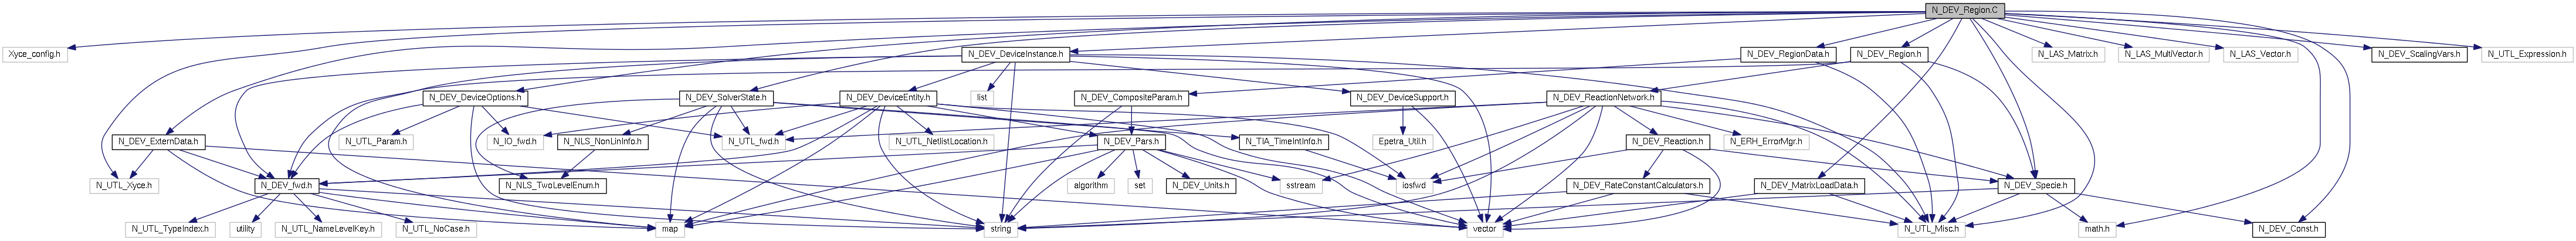 N_DEV_Region.C
Xyce_config.h
N_DEV_DeviceInstance.h
N_DEV_RegionData.h
N_DEV_Region.h
N_LAS_Matrix.h
N_LAS_MultiVector.h
N_LAS_Vector.h
N_DEV_ScalingVars.h
N_UTL_Expression.h
N_DEV_DeviceOptions.h
N_DEV_SolverState.h
N_DEV_DeviceEntity.h
list
N_DEV_CompositeParam.h
N_DEV_DeviceSupport.h
N_DEV_ReactionNetwork.h
N_DEV_ExternData.h
N_UTL_Param.h
N_IO_fwd.h
N_NLS_NonLinInfo.h
N_UTL_fwd.h
N_UTL_NetlistLocation.h
N_DEV_Pars.h
N_TIA_TimeIntInfo.h
Epetra_Util.h
N_DEV_Reaction.h
N_ERH_ErrorMgr.h
N_UTL_Xyce.h
N_DEV_fwd.h
N_NLS_TwoLevelEnum.h
algorithm
set
N_DEV_Units.h
sstream
iosfwd
N_DEV_RateConstantCalculators.h
N_DEV_MatrixLoadData.h
N_DEV_Specie.h
N_UTL_TypeIndex.h
utility
N_UTL_NameLevelKey.h
N_UTL_NoCase.h
map
string
vector
N_UTL_Misc.h
math.h
N_DEV_Const.h